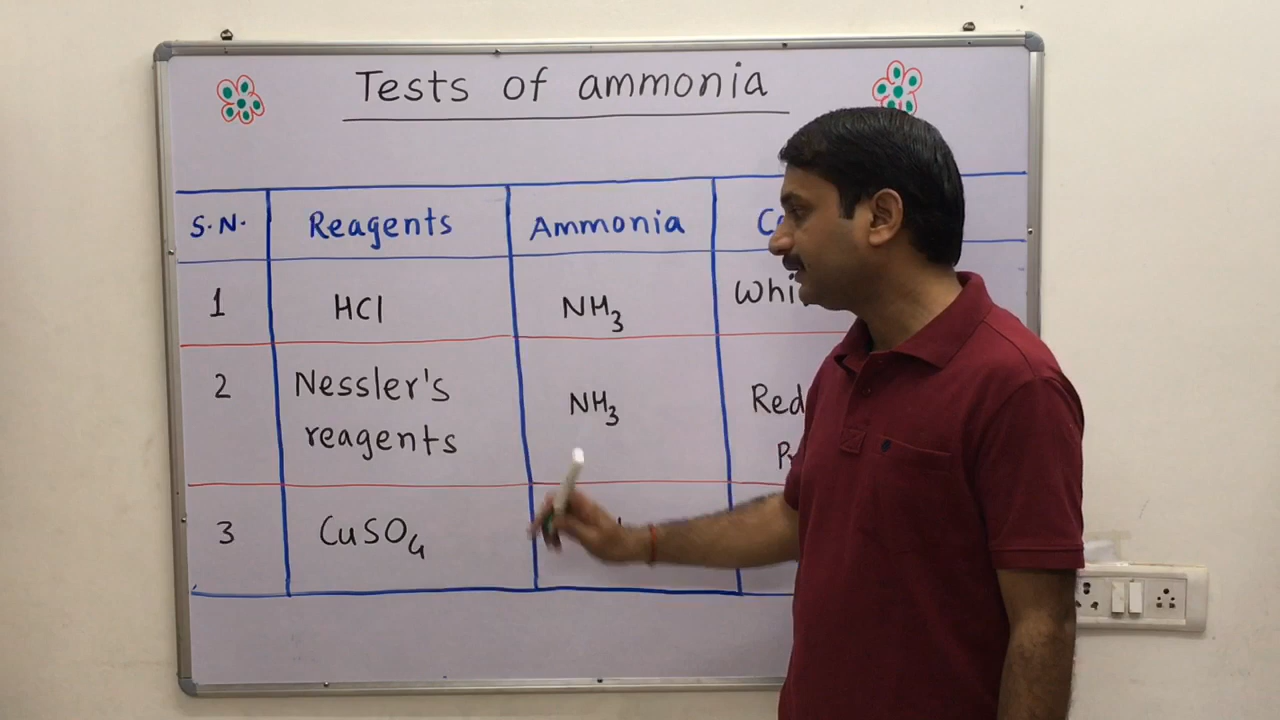 Tests of ammonia
S.N. Reagents Ammonia
1 HCl NH₃
2 Nessler's NH₃ Red
reagents
3 CuSO₄